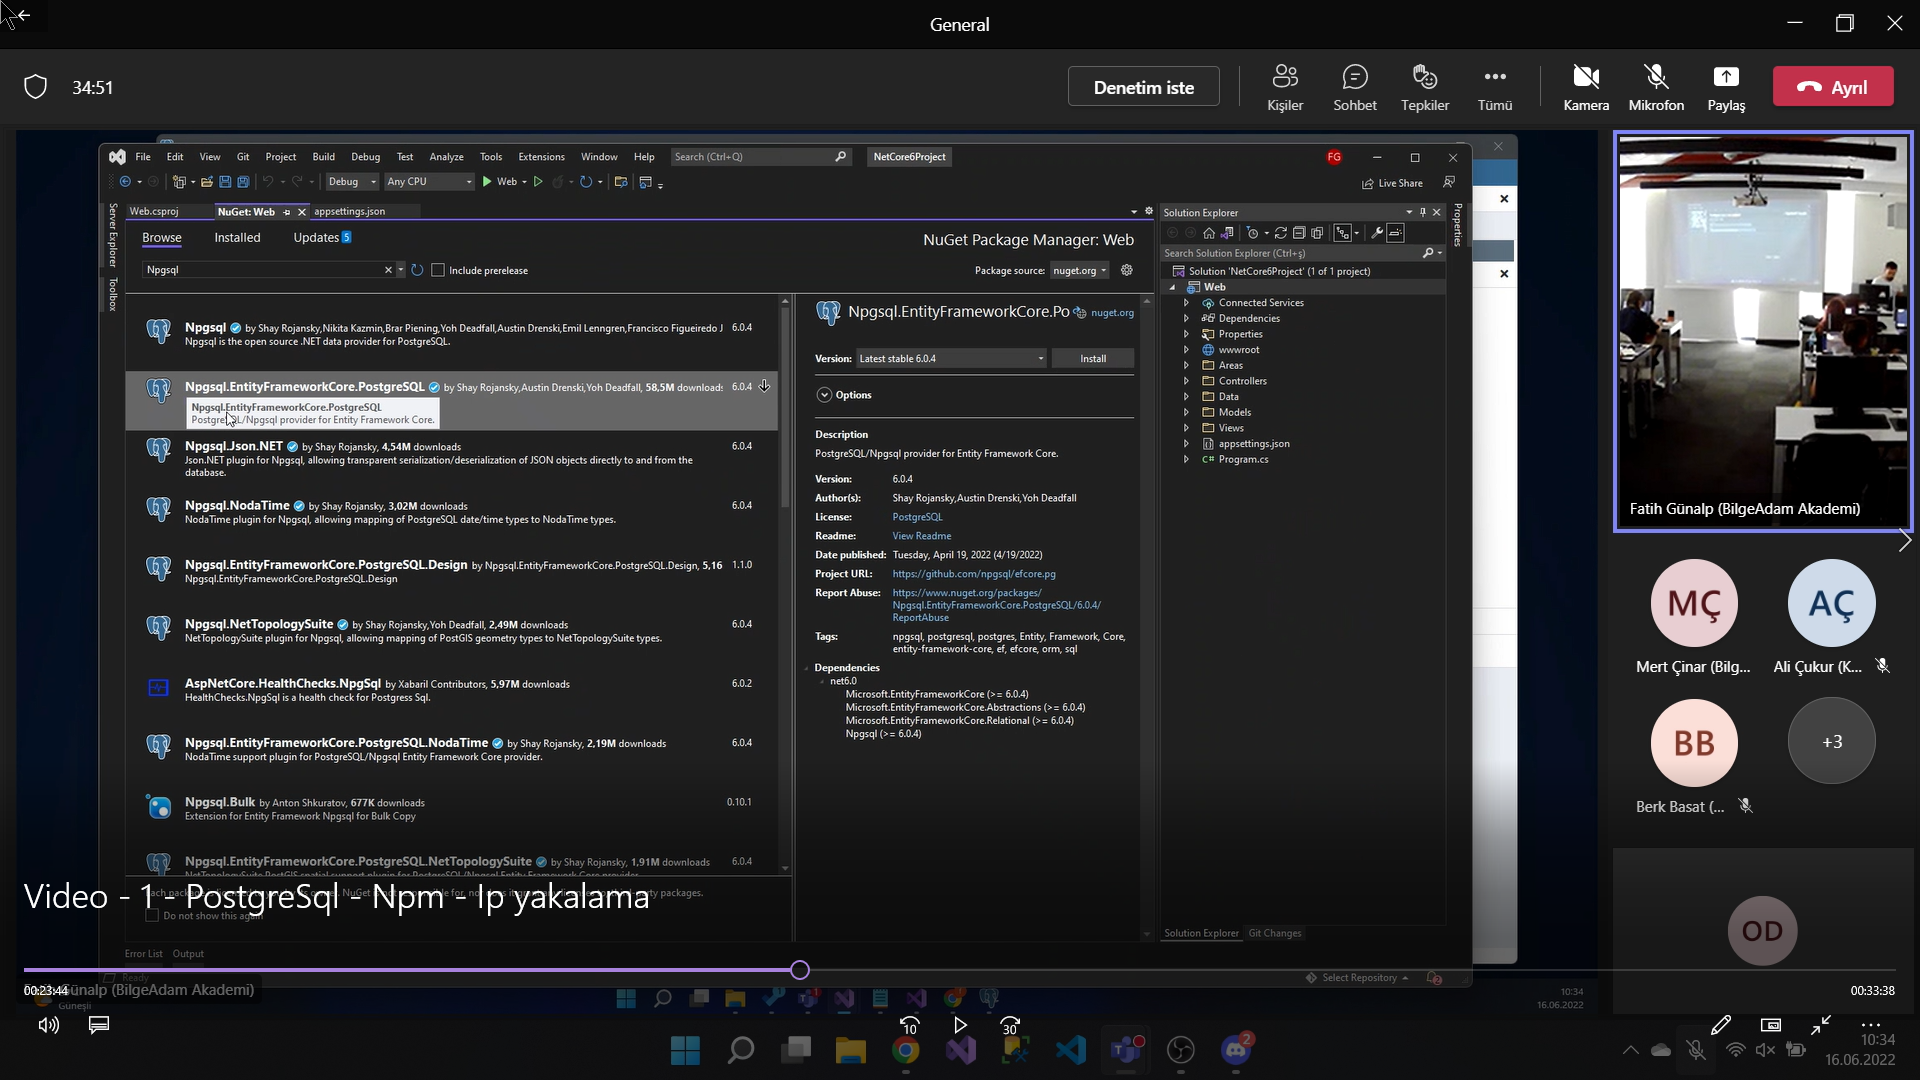 General
34:51
Denetim iste
Kişiler
Sohbet
Tepkiler
Tümü
Kamera
Mikrofon
Paylaş
Ayrıl
File Edit View Git Project Build Debug Test Analyze Tools Extensions Window Help Search (Ctrl+Q) NetCore6Project FG
Debug Any CPU Web Live Share
Web.csproj NuGet: Web appsettings.json
Server Explorer
Toolbox
Browse Installed Updates 5
NuGet Package Manager: Web
Npgsql Include prerelease Package source: nuget.org
Npgsql by Shay Rojansky,Nikita Kazmin,Brar Piening,Yoh Deadfall,Austin Drenski,Emil Lenngren,Francisco Figueiredo J 6.0.4
Npgsql is the open source .NET data provider for PostgreSQL.
Npgsql.EntityFrameworkCore.PostgreSQL by Shay Rojansky,Austin Drenski,Yoh Deadfall, 58,5M downloads 6.0.4
Npgsql.EntityFrameworkCore.PostgreSQL
PostgreSQL/Npgsql provider for Entity Framework Core.
Npgsql.Json.NET by Shay Rojansky, 4,54M downloads 6.0.4
Json.NET plugin for Npgsql, allowing transparent serialization/deserialization of JSON objects directly to and from the
database.
Npgsql.NodaTime by Shay Rojansky, 3,02M downloads 6.0.4
NodaTime plugin for Npgsql, allowing mapping of PostgreSQL date/time types to NodaTime types.
Npgsql.EntityFrameworkCore.PostgreSQL.Design by Npgsql.EntityFrameworkCore.PostgreSQL.Design, 5,16 1.1.0
Npgsql.EntityFrameworkCore.PostgreSQL.Design
Npgsql.NetTopologySuite by Shay Rojansky,Yoh Deadfall, 2,49M downloads 6.0.4
NetTopologySuite plugin for Npgsql, allowing mapping of PostGIS geometry types to NetTopologySuite types.
AspNetCore.HealthChecks.NpgSql by Xabaril Contributors, 5,97M downloads 6.0.2
HealthChecks.NpgSql is a health check for Postgress Sql.
Npgsql.EntityFrameworkCore.PostgreSQL.NodaTime by Shay Rojansky, 2,19M downloads 6.0.4
NodaTime support plugin for PostgreSQL/Npgsql Entity Framework Core provider.
Npgsql.Bulk by Anton Shkuratov, 677K downloads 0.10.1
Extension for Entity Framework Npgsql for Bulk Copy
Npgsql.EntityFrameworkCore.PostgreSQL.NetTopologySuite by Shay Rojansky, 1,91M downloads 6.0.4
Do not show this again
Npgsql.EntityFrameworkCore.Po nuget.org
Version: Latest stable 6.0.4 Install
Options
Description
PostgreSQL/Npgsql provider for Entity Framework Core.
Version: 6.0.4
Author(s): Shay Rojansky,Austin Drenski,Yoh Deadfall
License: PostgreSQL
Readme: View Readme
Date published: Tuesday, April 19, 2022 (4/19/2022)
Project URL: https://github.com/npgsql/efcore.pg
Report Abuse: https://www.nuget.org/packages/
Npgsql.EntityFrameworkCore.PostgreSQL/6.0.4/
ReportAbuse
Tags: npgsql, postgresql, postgres, Entity, Framework, Core,
entity-framework-core, ef, efcore, orm, sql
Dependencies
net6.0
Microsoft.EntityFrameworkCore (>= 6.0.4)
Microsoft.EntityFrameworkCore.Abstractions (>= 6.0.4)
Microsoft.EntityFrameworkCore.Relational (>= 6.0.4)
Npgsql (>= 6.0.4)
Solution Explorer
Search Solution Explorer (Ctrl+ş)
Solution 'NetCore6Project' (1 of 1 project)
Web
Connected Services
Dependencies
Properties
wwwroot
Areas
Controllers
Data
Models
Views
appsettings.json
Program.cs
Properties
Solution Explorer Git Changes
Error List Output
Ready
Select Repository 2
Video - 1 - PostgreSql - Npm - Ip yakalama
00:23:44
Günalp (BilgeAdam Akademi)
Güneşli
00:33:38
10:34
16.06.2022
10
30
Fatih Günalp (BilgeAdam Akademi)
MÇ
AÇ
Mert Çinar (Bilg...
Ali Çukur (K...
BB
+3
Berk Basat (...
OD
2
10:34
16.06.2022